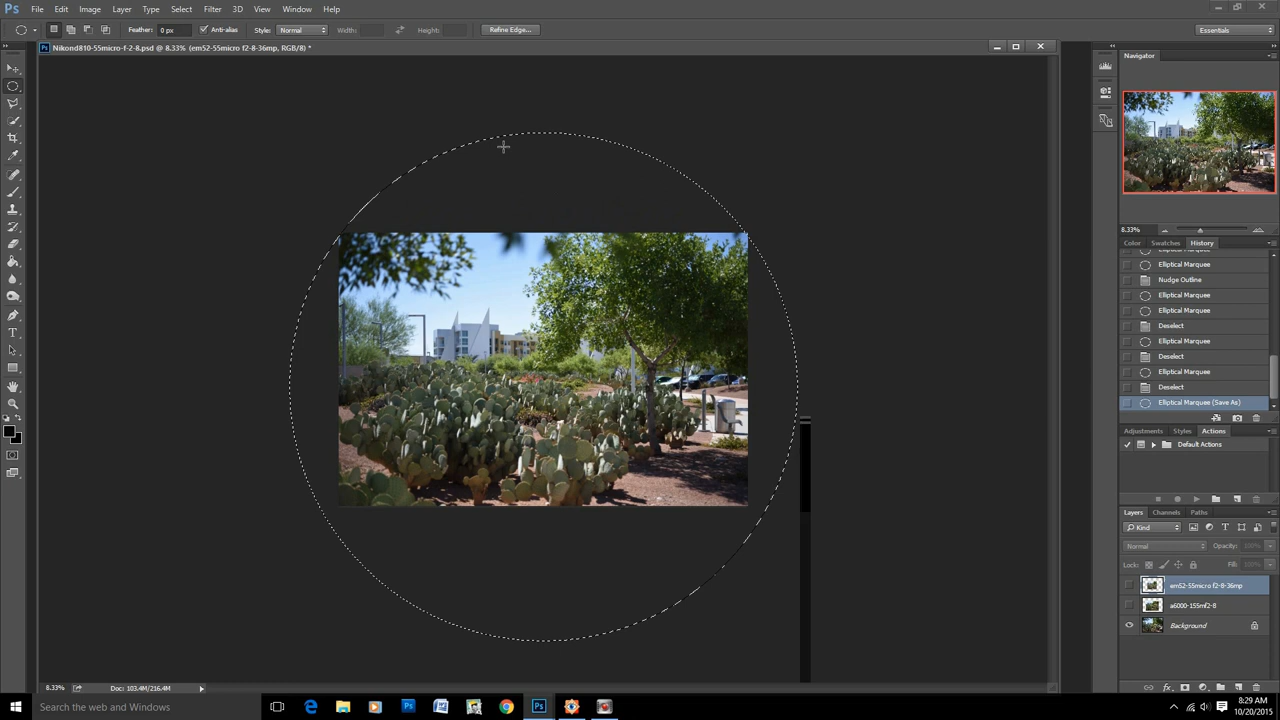 Ps File Edit Image Layer Type Select Filter 3D View Window Help
Feather: 0 px Anti-alias Style: Normal Width: Height: Refine Edge... Essentials
Nikond810-55micro-f-2-8.psd @ 8.33% (em52-55micro f2-8-36mp, RGB/8) *
Navigator
8.33%
Color Swatches History
Elliptical Marquee
Elliptical Marquee
Nudge Outline
Elliptical Marquee
Elliptical Marquee
Deselect
Elliptical Marquee
Deselect
Elliptical Marquee
Deselect
Elliptical Marquee (Save As)
Adjustments Styles Actions
Default Actions
Layers Channels Paths
Kind
Normal Opacity:
Lock: Fill:
em52-55micro f2-8-36mp
a6000-155mf2-8
Background
8.33% Doc: 103.4M/216.4M
Search the web and Windows
8:29 AM
10/20/2015